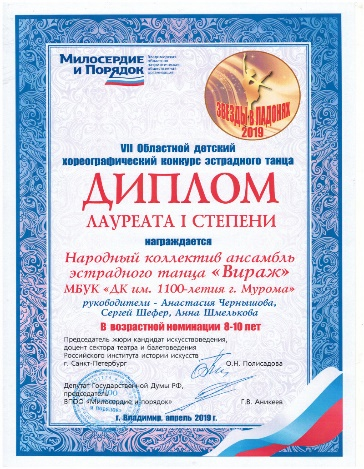 МИЛОСЕРДИЕ
И ПОРЯДОК
ЗВЕЗДЫ В ЛАДОНЯХ
2019
VII Областной детский
хореографический конкурс эстрадного танца
ДИПЛОМ
ЛАУРЕАТА I СТЕПЕНИ
награждается
Народный коллектив ансамбль
эстрадного танца «Вираж»
МБУК «ДК им. 1100-летия г. Мурома»
руководители - Анастасия Чернышова,
Сергей Шефер, Анна Шмелькова
В возрастной номинации 8-10 лет
Председатель жюри кандидат искусствоведения,
доцент сектора театра и балетоведения
Российского института истории искусств
г. Санкт-Петербург
О.Н. Полисадова
Депутат Государственной Думы РФ,
председатель
ВПОО «Милосердие и порядок»
Г.В. Аникеев
г. Владимир, апрель 2019 г.